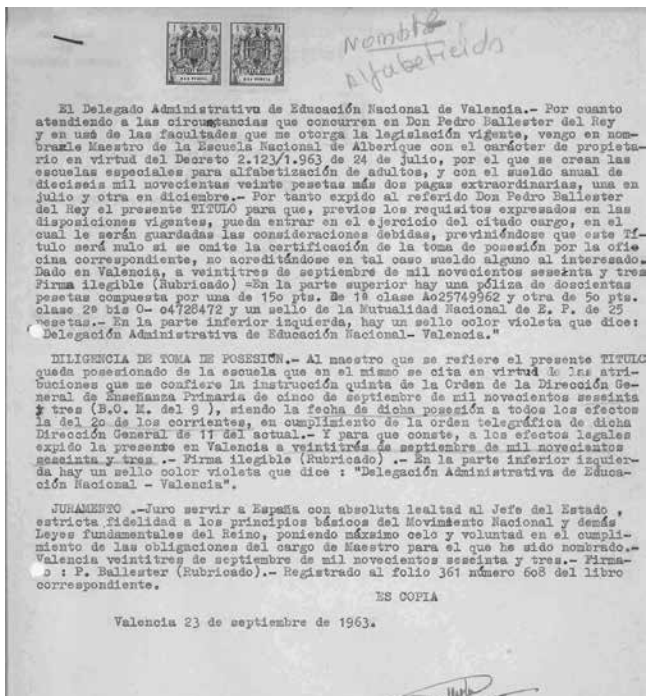 Nombra
Alfabetización
El Delegado Administrativo de Educación Nacional de Valencia.- Por cuanto
atendiendo a las circunstancias que concurren en Don Pedro Ballester del Rey
y en uso de las facultades que me otorga la legislación vigente, vengo en nom-
brarle Maestro de la Escuela Nacional de Alberique con el carácter de propieta-
rio en virtud del Decreto 2.123/1.963 de 24 de julio, por el que se crean las
escuelas especiales para alfabetización de adultos, y con el sueldo anual de
dieciseis mil novecientas veinte pesetas más dos pagas extraordinarias, una en
julio y otra en diciembre.- Por tanto expido al referido Don Pedro Ballester
del Rey el presente TITULO para que, previos los requisitos expresados en las
disposiciones vigentes, pueda entrar en el ejercicio del citado cargo, en el
cual le serán guardadas las consideraciones debidas, previniéndose que este Tí-
tulo será nulo si se omite la certificación de la toma de posesión por la ofi
cina correspondiente, no acreditándose en tal caso sueldo alguno al interesado.
Dado en Valencia, a veintitres de septiembre de mil novecientos seseinta y tres
Firma ilegible (Rubricado) =En la parte superior hay una póliza de doscientas
pesetas compuesta por una de 15o pts. De 1ª clase Ao25749962 y otra de 5o pts.
clase 2ª bis O- o4728472 y un sello de la Mutualidad Nacional de E. P. de 25
pesetas.- En la parte inferior izquierda, hay un sello color violeta que dice:
Delegación Administrativa de Educación Nacional- Valencia."
DILIGENCIA DE TOMA DE POSESIÓN.- Al maestro que se refiere el presente TITULO
queda posesionado de la escuela que en el mismo se cita en virtud de las atri-
buciones que me confiere la instrucción quinta de la Orden de la Dirección Ge-
neral de Enseñanza Primaria de cinco de septiembre de mil novecientos seseinta
y tres (B.O. M. del 9 ), siendo la fecha de dicha posesión a todos los efectos
la del 2o de los corrientes, en cumplimiento de la orden telegráfica de dicha
Dirección General de 11 del actual.- Y para que conste, a los efectos legales
expido la presente en Valencia a veintitrés de septiembre de mil novecientos
seseinta y tres .- Firma ilegible (Rubricado) .- En la parte inferior izquier-
da hay un sello color violeta que dice : "Delegación Administrativa de Educa-
ción Nacional - Valencia".
JURAMENTO .-Juro servir a España con absoluta lealtad al Jefe del Estado ,
estricta fidelidad a los principios básicos del Movimiento Nacional y demás
Leyes fundamentales del Reino, poniendo máxsimo celo y voluntad en el cumpli-
miento de las obligaciones del cargo de Maestro para el que he sido nombrado.-
Valencia veintitres de septiembre de mil novecientos seseinta y tres.- Firma-
o : P. Ballester (Rubricado).- Registrado al folio 361 número 6o8 del libro
correspondiente.
ES COPIA
Valencia 23 de septiembre de 1963.